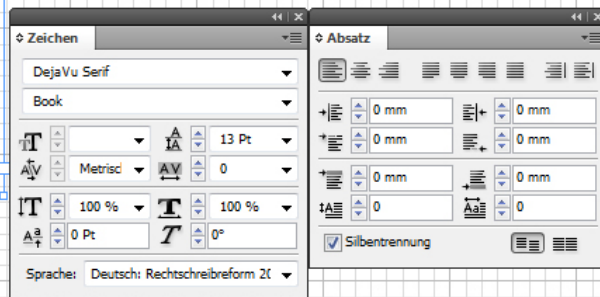 Zeichen
DejaVu Serif
Book
13 Pt
Metrisc
0
100 %
100 %
0 Pt
0°
Sprache: Deutsch: Rechtschreibreform 20
Absatz
0 mm
0 mm
0 mm
0 mm
0 mm
0 mm
0
0
Silbentrennung